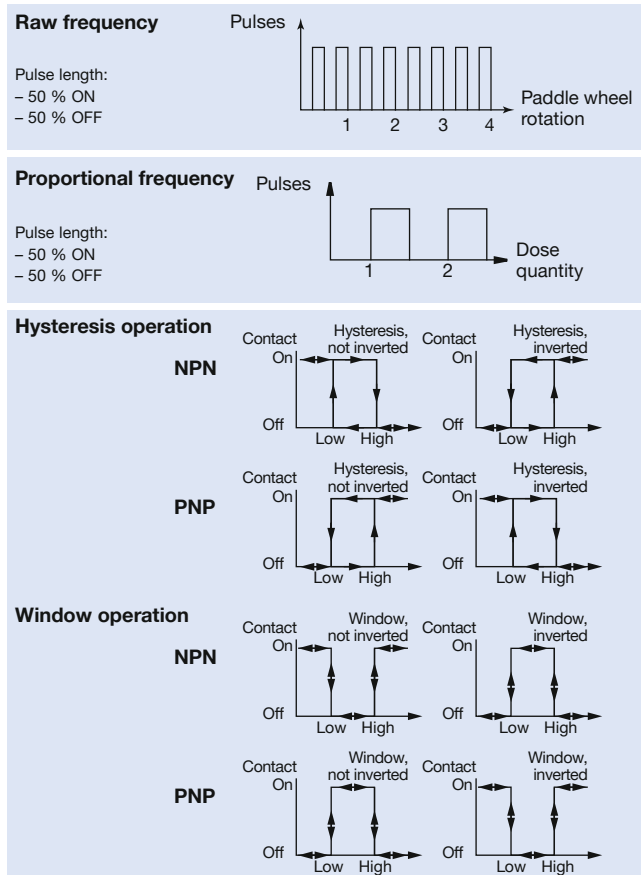 Raw frequency
Pulses
Pulse length:
– 50 % ON
– 50 % OFF
Paddle wheel
rotation
1 2 3 4
Proportional frequency
Pulses
Pulse length:
– 50 % ON
– 50 % OFF
Dose
quantity
1 2
Hysteresis operation
NPN
Contact
On
Off
Hysteresis,
not inverted
Low High
Contact
On
Off
Hysteresis,
inverted
Low High
PNP
Contact
On
Off
Hysteresis,
not inverted
Low High
Contact
On
Off
Hysteresis,
inverted
Low High
Window operation
NPN
Contact
On
Off
Window,
not inverted
Low High
Contact
On
Off
Window,
inverted
Low High
PNP
Contact
On
Off
Window,
not inverted
Low High
Contact
On
Off
Window,
inverted
Low High